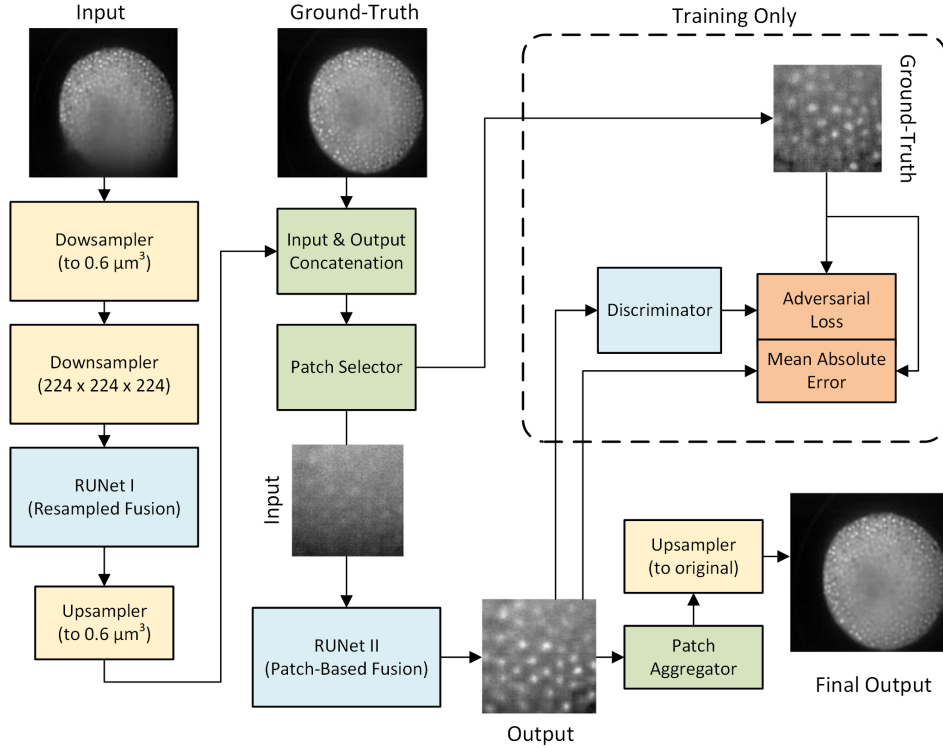 Input
Ground-Truth
Training Only
Ground-Truth
Dowsampler
(to 0.6 µm³)
Input & Output
Concatenation
Discriminator
Adversarial
Loss
Downsampler
(224 x 224 x 224)
Patch Selector
Mean Absolute
Error
RUNet I
(Resampled Fusion)
Input
Upsampler
(to original)
Upsampler
(to 0.6 µm³)
RUNet II
(Patch-Based Fusion)
Patch
Aggregator
Final Output
Output